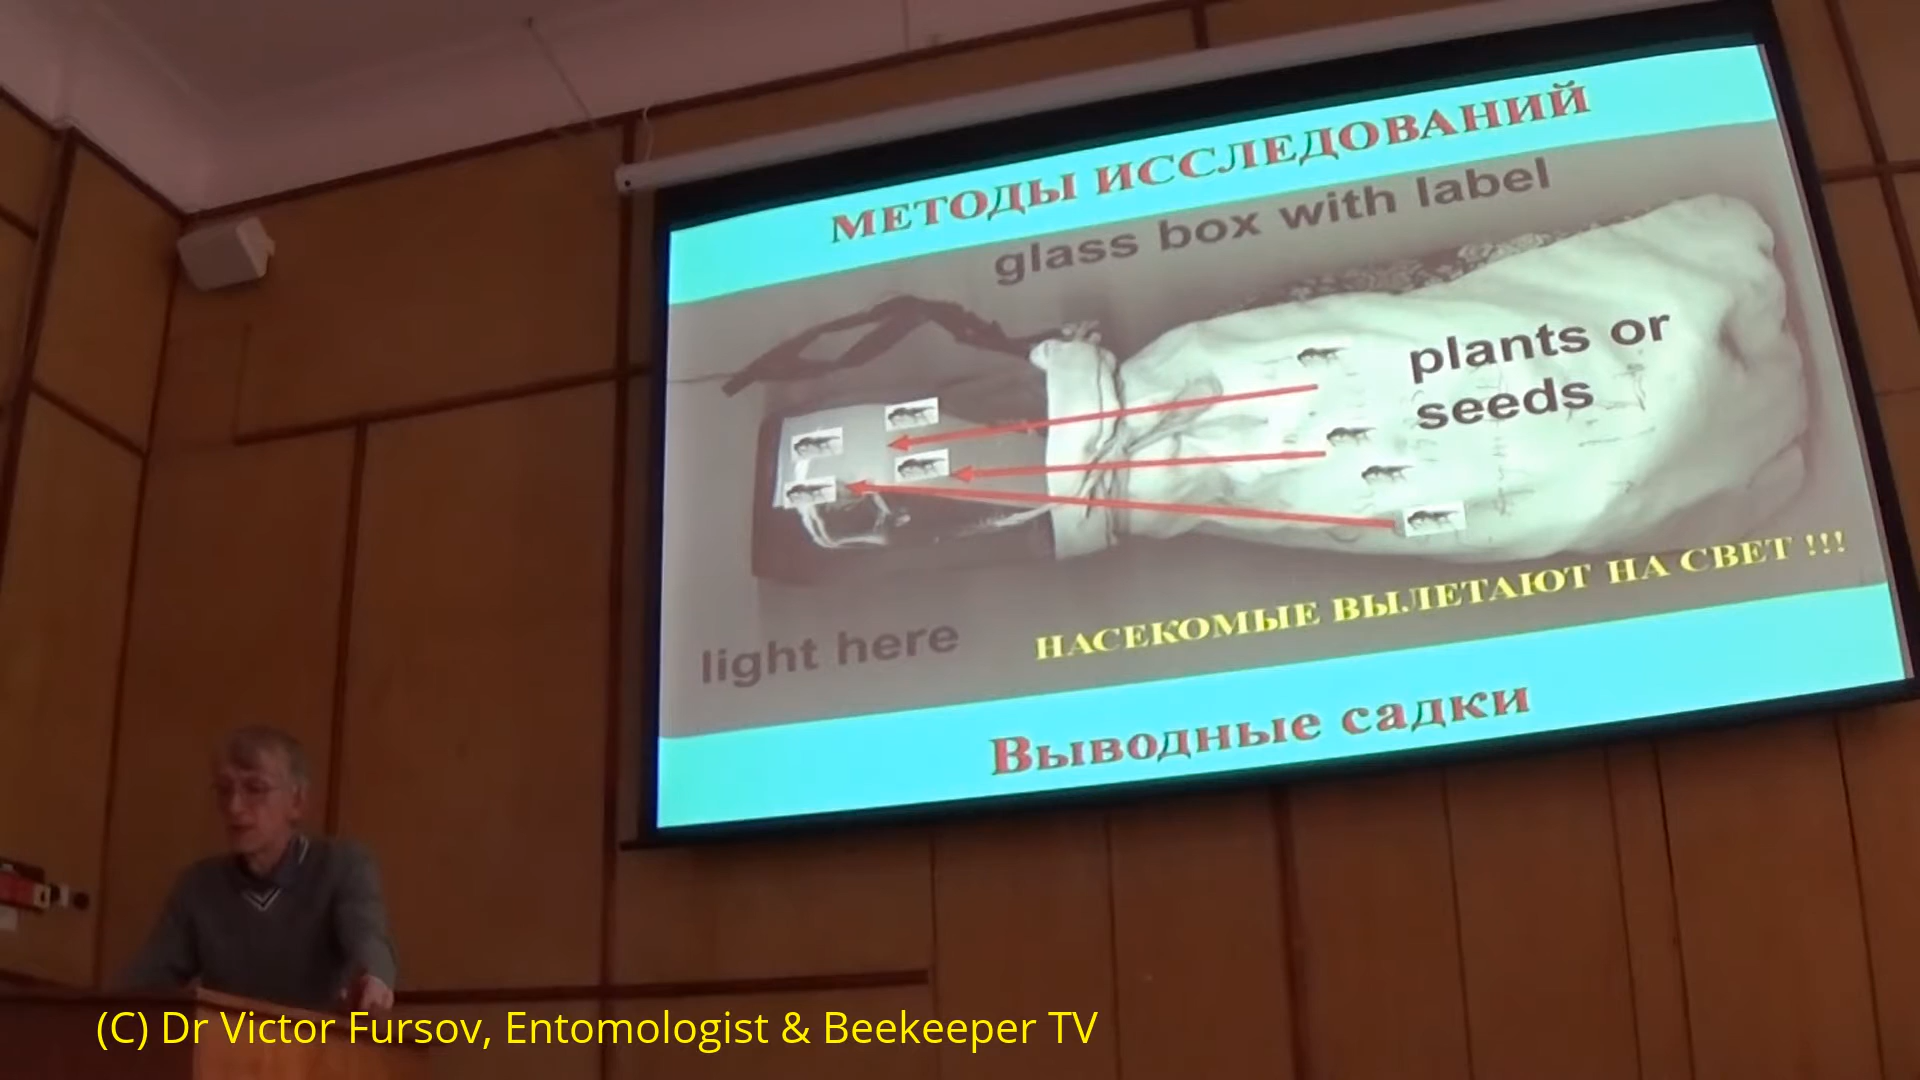 МЕТОДЫ ИССЛЕДОВАНИЙ
glass box with label
plants or
seeds
НАСЕКОМЫЕ ВЫЛЕТАЮТ НА СВЕТ !!!
light here
Выводные садки
(C) Dr Victor Fursov, Entomologist & Beekeeper TV